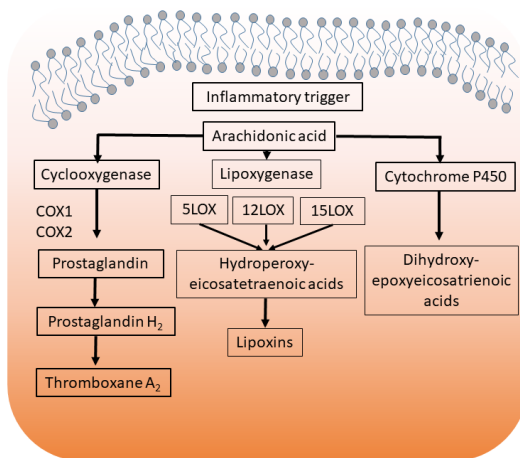 Inflammatory trigger
Arachidonic acid
Cyclooxygenase
Lipoxygenase
Cytochrome P450
COX1
COX2
5LOX
12LOX
15LOX
Prostaglandin
Hydroperoxy-
eicosatetraenoic acids
Dihydroxy-
epoxyeicosatrienoic
acids
Prostaglandin H₂
Lipoxins
Thromboxane A₂